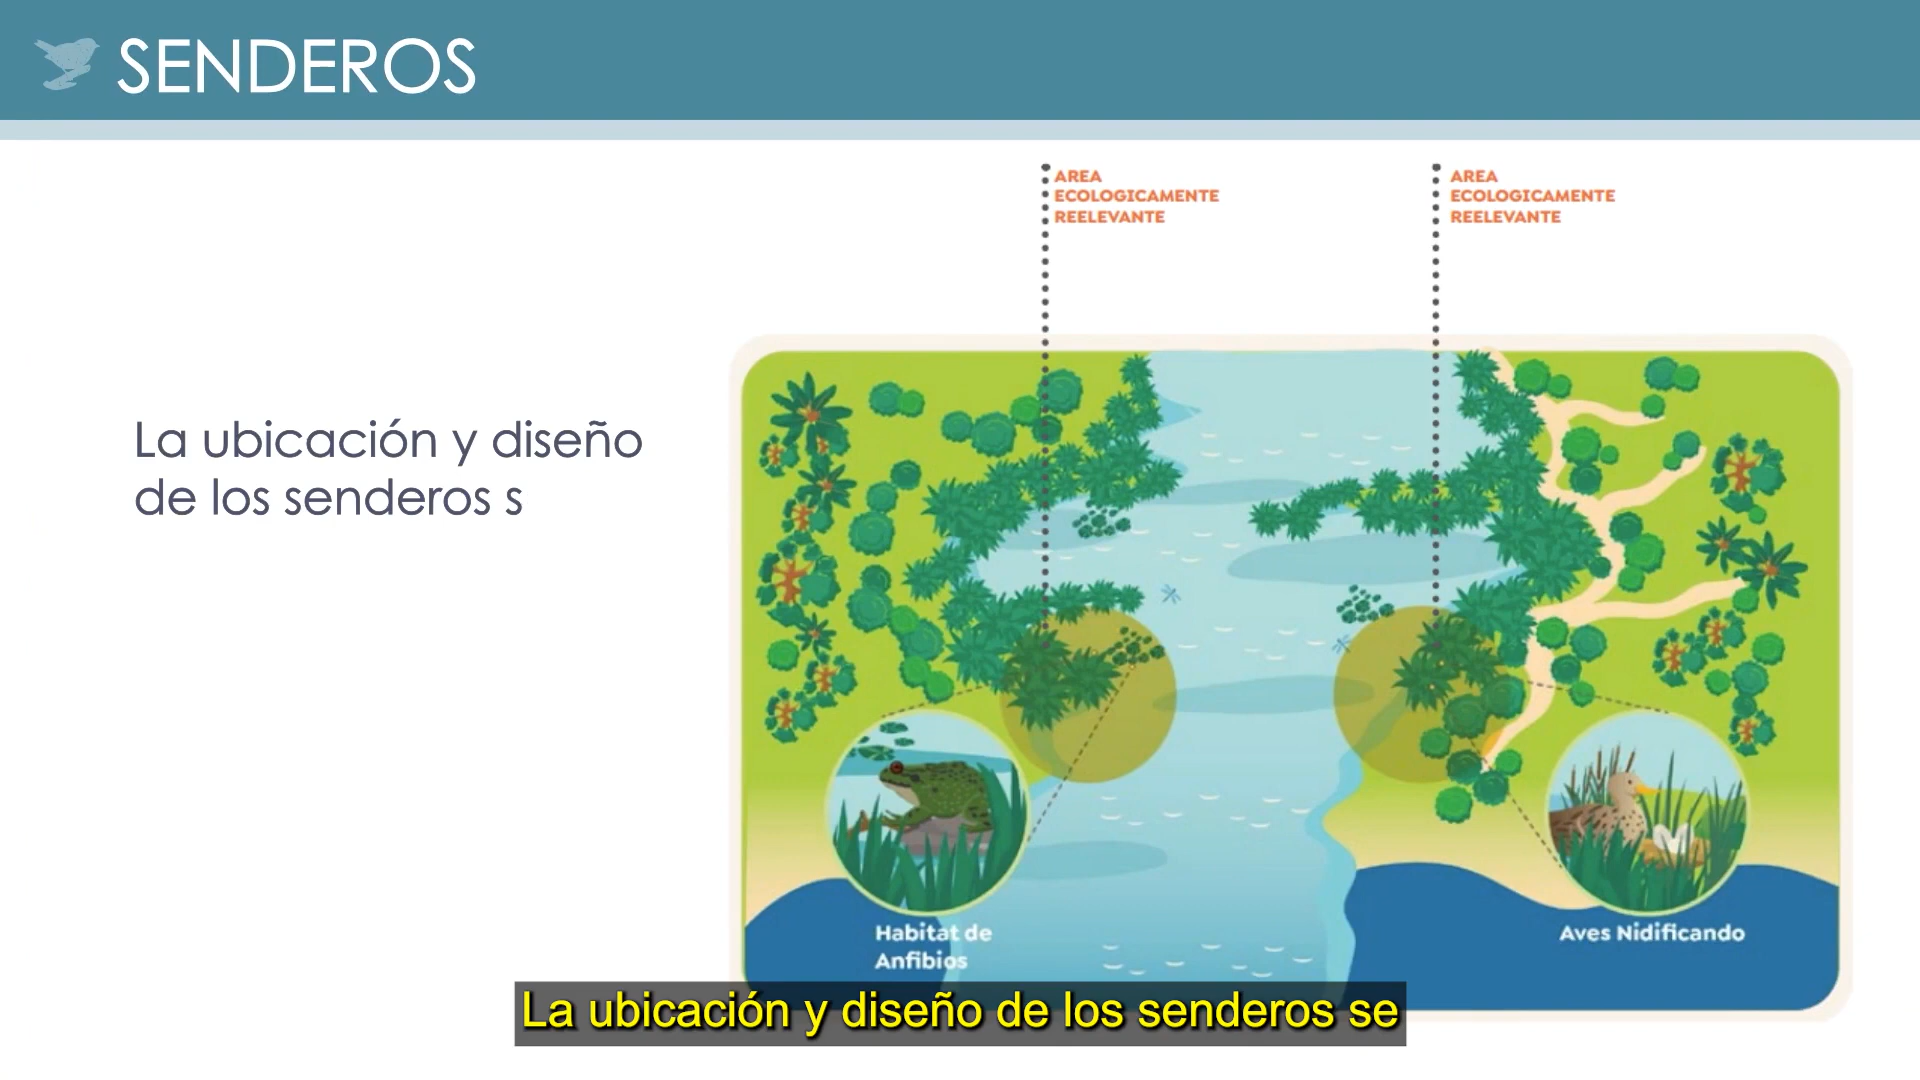 SENDEROS
AREA
ECOLOGICAMENTE
REELEVANTE
AREA
ECOLOGICAMENTE
REELEVANTE
La ubicación y diseño
de los senderos s
Habitat de
Anfibios
Aves Nidificando
La ubicación y diseño de los senderos se